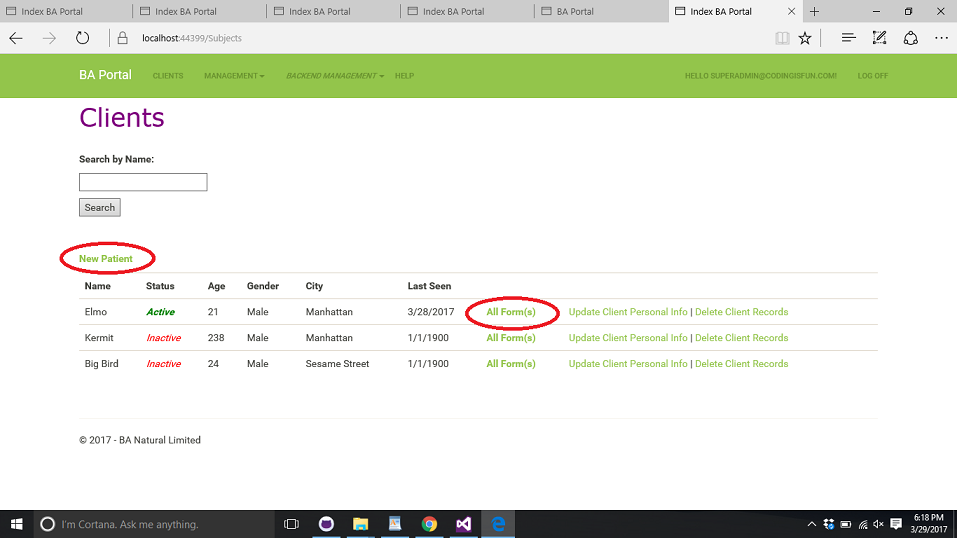 Index BA Portal Index BA Portal Index BA Portal Index BA Portal BA Portal Index BA Portal
localhost:44399/Subjects
BA Portal CLIENTS MANAGEMENT BACKEND MANAGEMENT HELP HELLO SUPERADMIN@CODINGISFUN.COM! LOG OFF
Clients
Search by Name:
Search
New Patient
Name Status Age Gender City Last Seen
Elmo Active 21 Male Manhattan 3/28/2017 All Form(s) Update Client Personal Info | Delete Client Records
Kermit Inactive 238 Male Manhattan 1/1/1900 All Form(s) Update Client Personal Info | Delete Client Records
Big Bird Inactive 24 Male Sesame Street 1/1/1900 All Form(s) Update Client Personal Info | Delete Client Records
© 2017 - BA Natural Limited
I'm Cortana. Ask me anything.
6:18 PM
3/29/2017